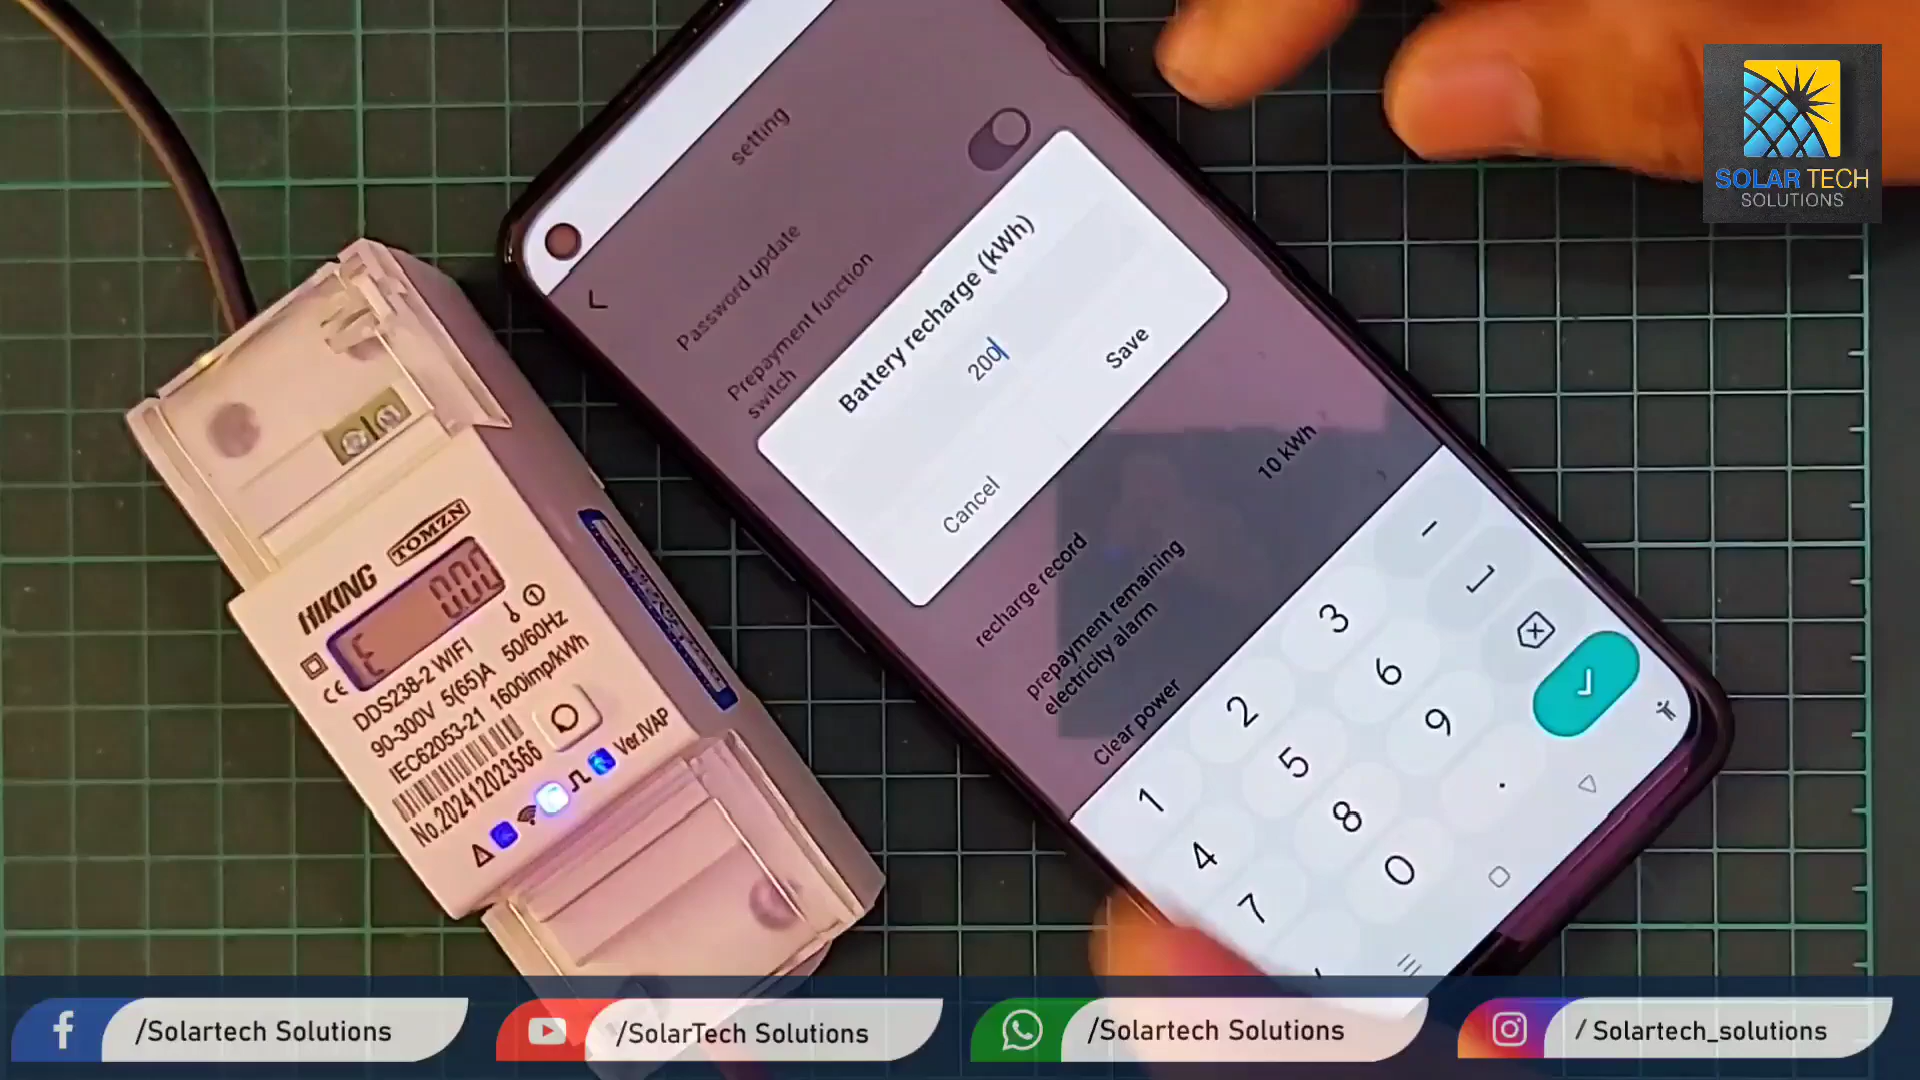 SOLAR TECH
SOLUTIONS
setting
Password update
Prepayment function
switch
Battery recharge (kWh)
200
Cancel
Save
recharge record
prepayment remaining
electricity alarm
10 kWh
Clear power
1
2
3
-
4
5
6
7
8
9
0
.
HIKING
TOMZN
E 000
CE
DDS238-2 WIFI
90-300V 5(65)A 50/60Hz
IEC62053-21 1600imp/kWh
No.202412023566
Ver.IVAP
/Solartech Solutions
/SolarTech Solutions
/Solartech Solutions
/ Solartech_solutions